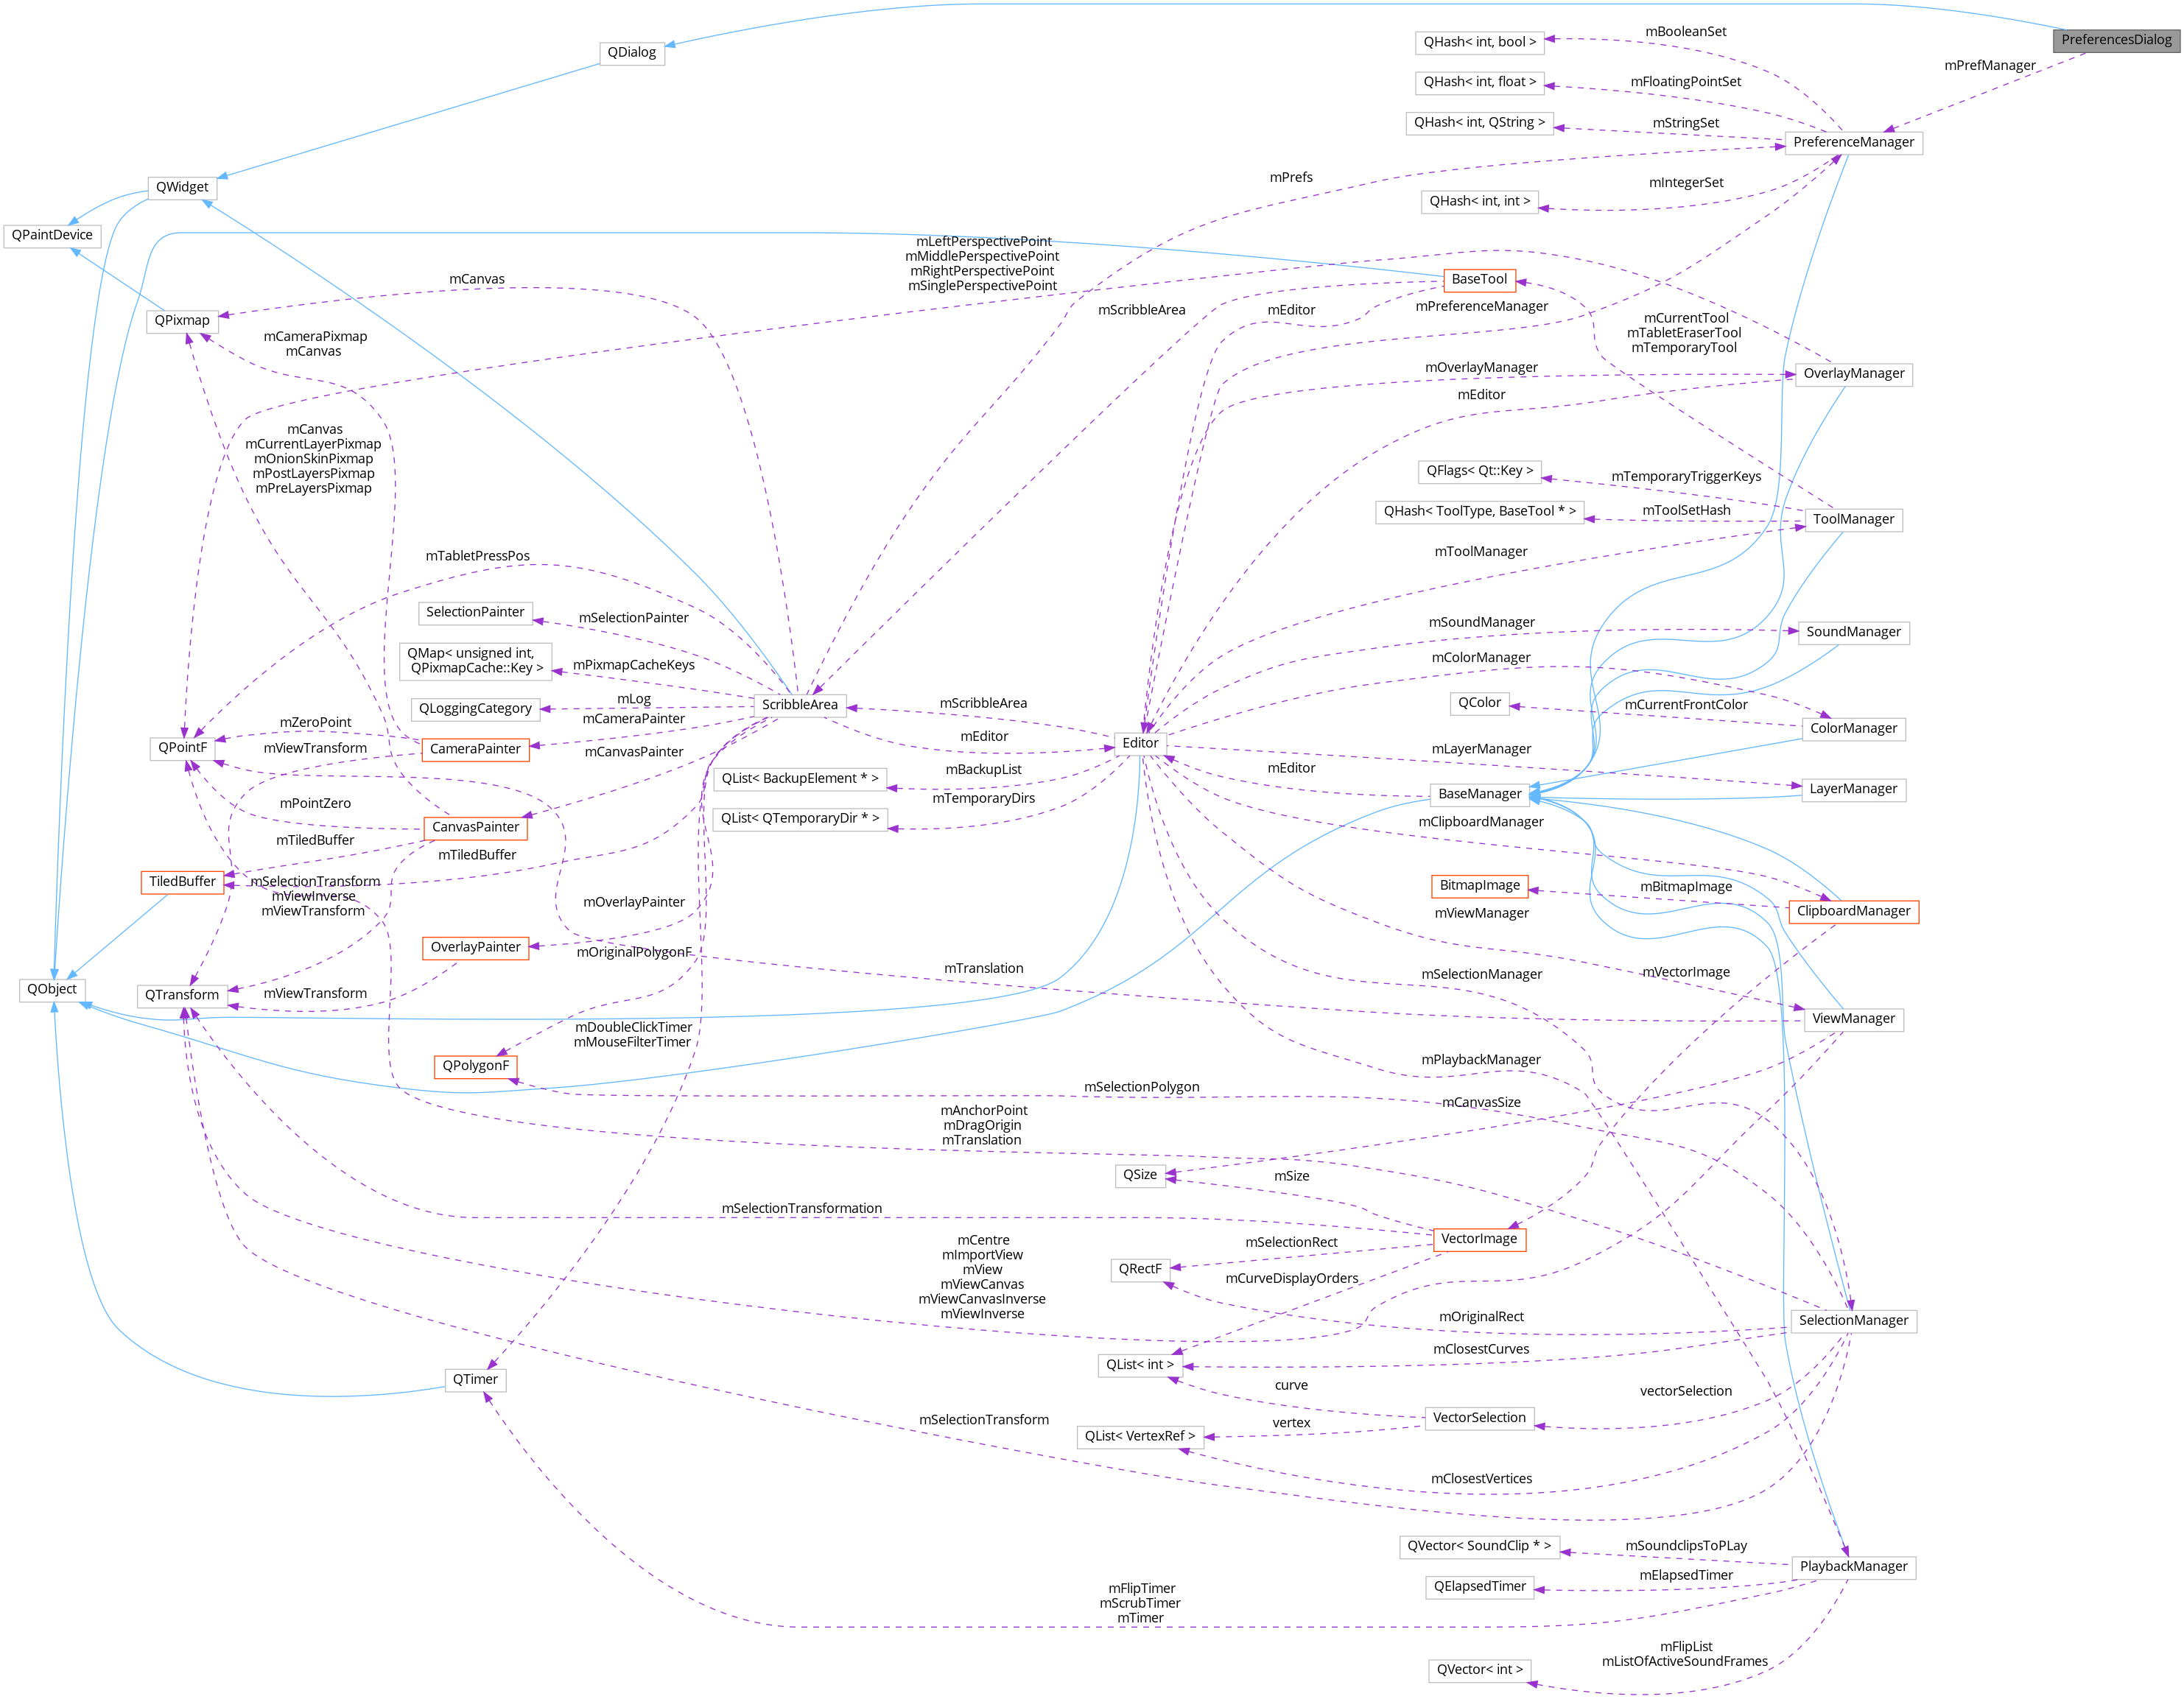 PreferencesDialog
QDialog
QHash< int, bool >
mBooleanSet
mPrefManager
QHash< int, float >
mFloatingPointSet
QHash< int, QString >
mStringSet
PreferenceManager
QWidget
mPrefs
mIntegerSet
QHash< int, int >
QPaintDevice
mLeftPerspectivePoint
mMiddlePerspectivePoint
mRightPerspectivePoint
mSinglePerspectivePoint
mCanvas
BaseTool
QPixmap
mScribbleArea
mEditor
mPreferenceManager
mCurrentTool
mTabletEraserTool
mTemporaryTool
mCameraPixmap
mCanvas
mOverlayManager
OverlayManager
mEditor
mCanvas
mCurrentLayerPixmap
mOnionSkinPixmap
mPostLayersPixmap
mPreLayersPixmap
QFlags< Qt::Key >
mTemporaryTriggerKeys
QHash< ToolType, BaseTool * >
mToolSetHash
ToolManager
mTabletPressPos
mToolManager
SelectionPainter
mSelectionPainter
mSoundManager
SoundManager
QMap< unsigned int,
QPixmapCache::Key >
mPixmapCacheKeys
mColorManager
QLoggingCategory
mLog
ScribbleArea
mScribbleArea
QColor
mCurrentFrontColor
ColorManager
mZeroPoint
mCameraPainter
QPointF
mViewTransform
CameraPainter
mCanvasPainter
mEditor
Editor
mLayerManager
QList< BackupElement * >
mBackupList
mEditor
BaseManager
LayerManager
mPointZero
CanvasPainter
QList< QTemporaryDir * >
mTemporaryDirs
mClipboardManager
mTiledBuffer
mTiledBuffer
TiledBuffer
mSelectionTransform
mViewInverse
mViewTransform
BitmapImage
mBitmapImage
mOverlayPainter
mViewManager
ClipboardManager
OverlayPainter
mOriginalPolygonF
mTranslation
mSelectionManager
mVectorImage
QObject
QTransform
mViewTransform
ViewManager
mDoubleClickTimer
mMouseFilterTimer
QPolygonF
mPlaybackManager
mSelectionPolygon
mCanvasSize
mAnchorPoint
mDragOrigin
mTranslation
QSize
mSize
mSelectionTransformation
VectorImage
mCentre
mImportView
mView
mViewCanvas
mViewCanvasInverse
mViewInverse
QRectF
mSelectionRect
mCurveDisplayOrders
mOriginalRect
SelectionManager
mClosestCurves
QList< int >
QTimer
curve
vectorSelection
mSelectionTransform
vertex
VectorSelection
QList< VertexRef >
mClosestVertices
QVector< SoundClip * >
mSoundclipsToPLay
PlaybackManager
QElapsedTimer
mElapsedTimer
mFlipTimer
mScrubTimer
mTimer
mFlipList
mListOfActiveSoundFrames
QVector< int >